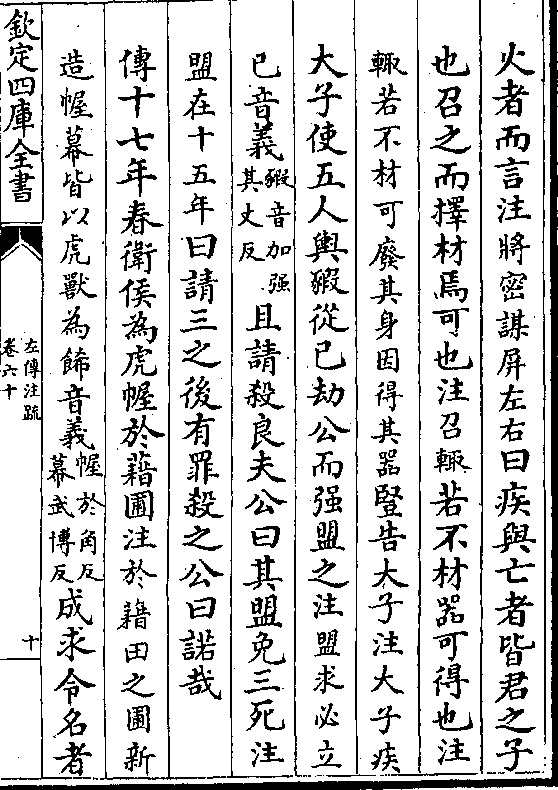 火者而言注將密謀屏左右曰疾與亡者皆君之子
也召之而擇材焉可也注召輒若不材器可得也注
輒若不材可廢其身因得其器豎告大子注大子疾
大子使五人輿豭從已劫公而强盟之注盟求必立
已音義豭音加强其丈反且請殺良夫公曰其盟免三死注
盟在十五年曰請三之後有罪殺之公曰諾哉
傳十七年春衛侯為虎幄於藉圃注於藉田之圃新
造幄幕皆以虎獸為飾音義幄於角反幕武博反成求令名者
欽定四庫全書
左傳注疏
卷六十
十